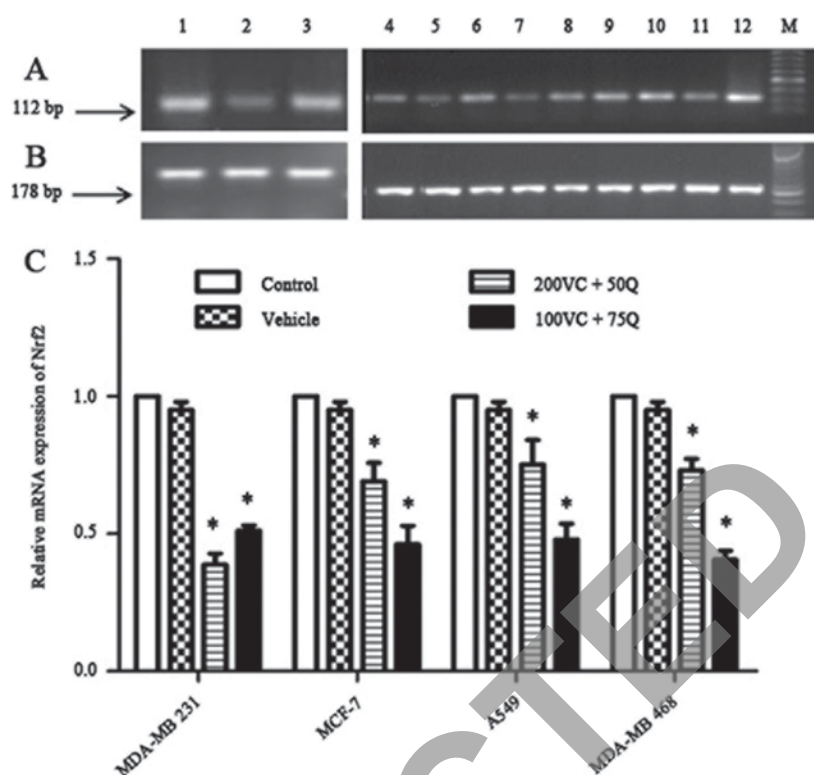 1 2 3 4 5 6 7 8 9 10 11 12 M
A
112 bp
B
178 bp
C
1.5
1.0
0.5
0.0
Relative mRNA expression of Nrf2
Control
Vehicle
200VC + 50Q
100VC + 75Q
* * * * * * * *
MDA-MB 231
MCF-7
A549
MDA-MB 468
CTED